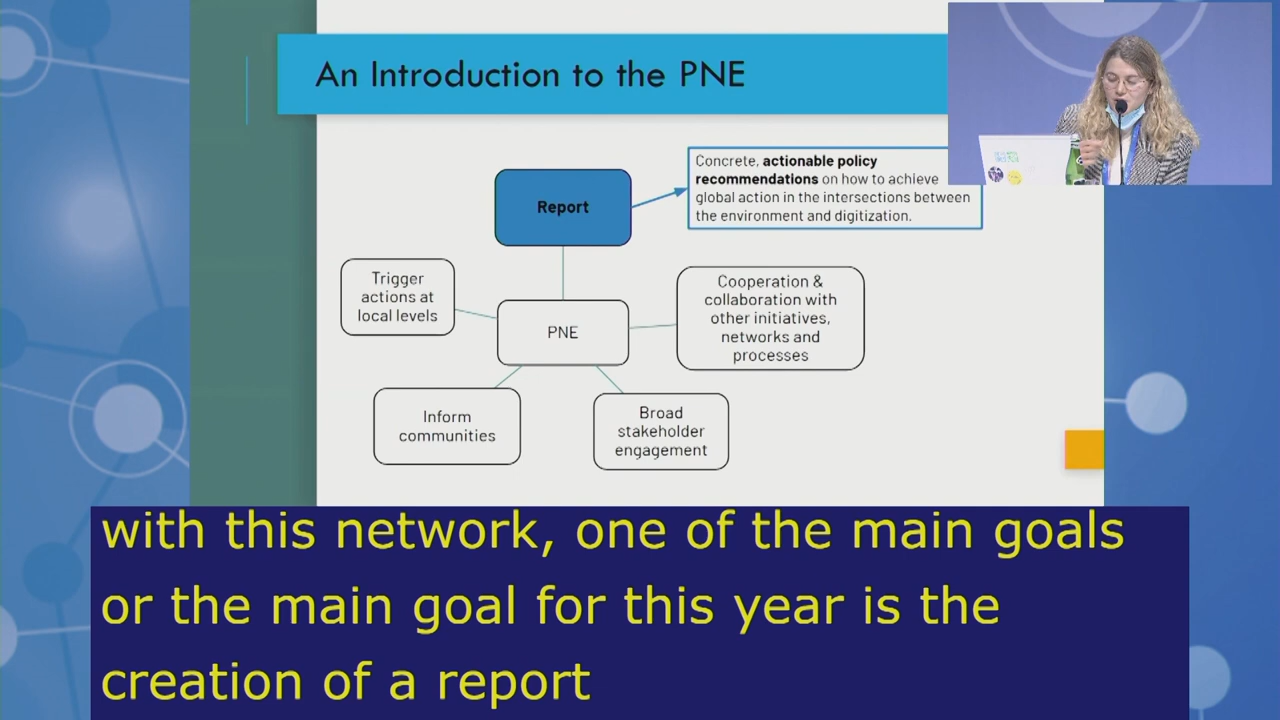 An Introduction to the PNE
Report
Concrete, actionable policy
recommendations on how to achieve
global action in the intersections between
the environment and digitization.
Trigger
actions at
local levels
PNE
Cooperation &
collaboration with
other initiatives,
networks and
processes
Inform
communities
Broad
stakeholder
engagement
with this network, one of the main goals
or the main goal for this year is the
creation of a report